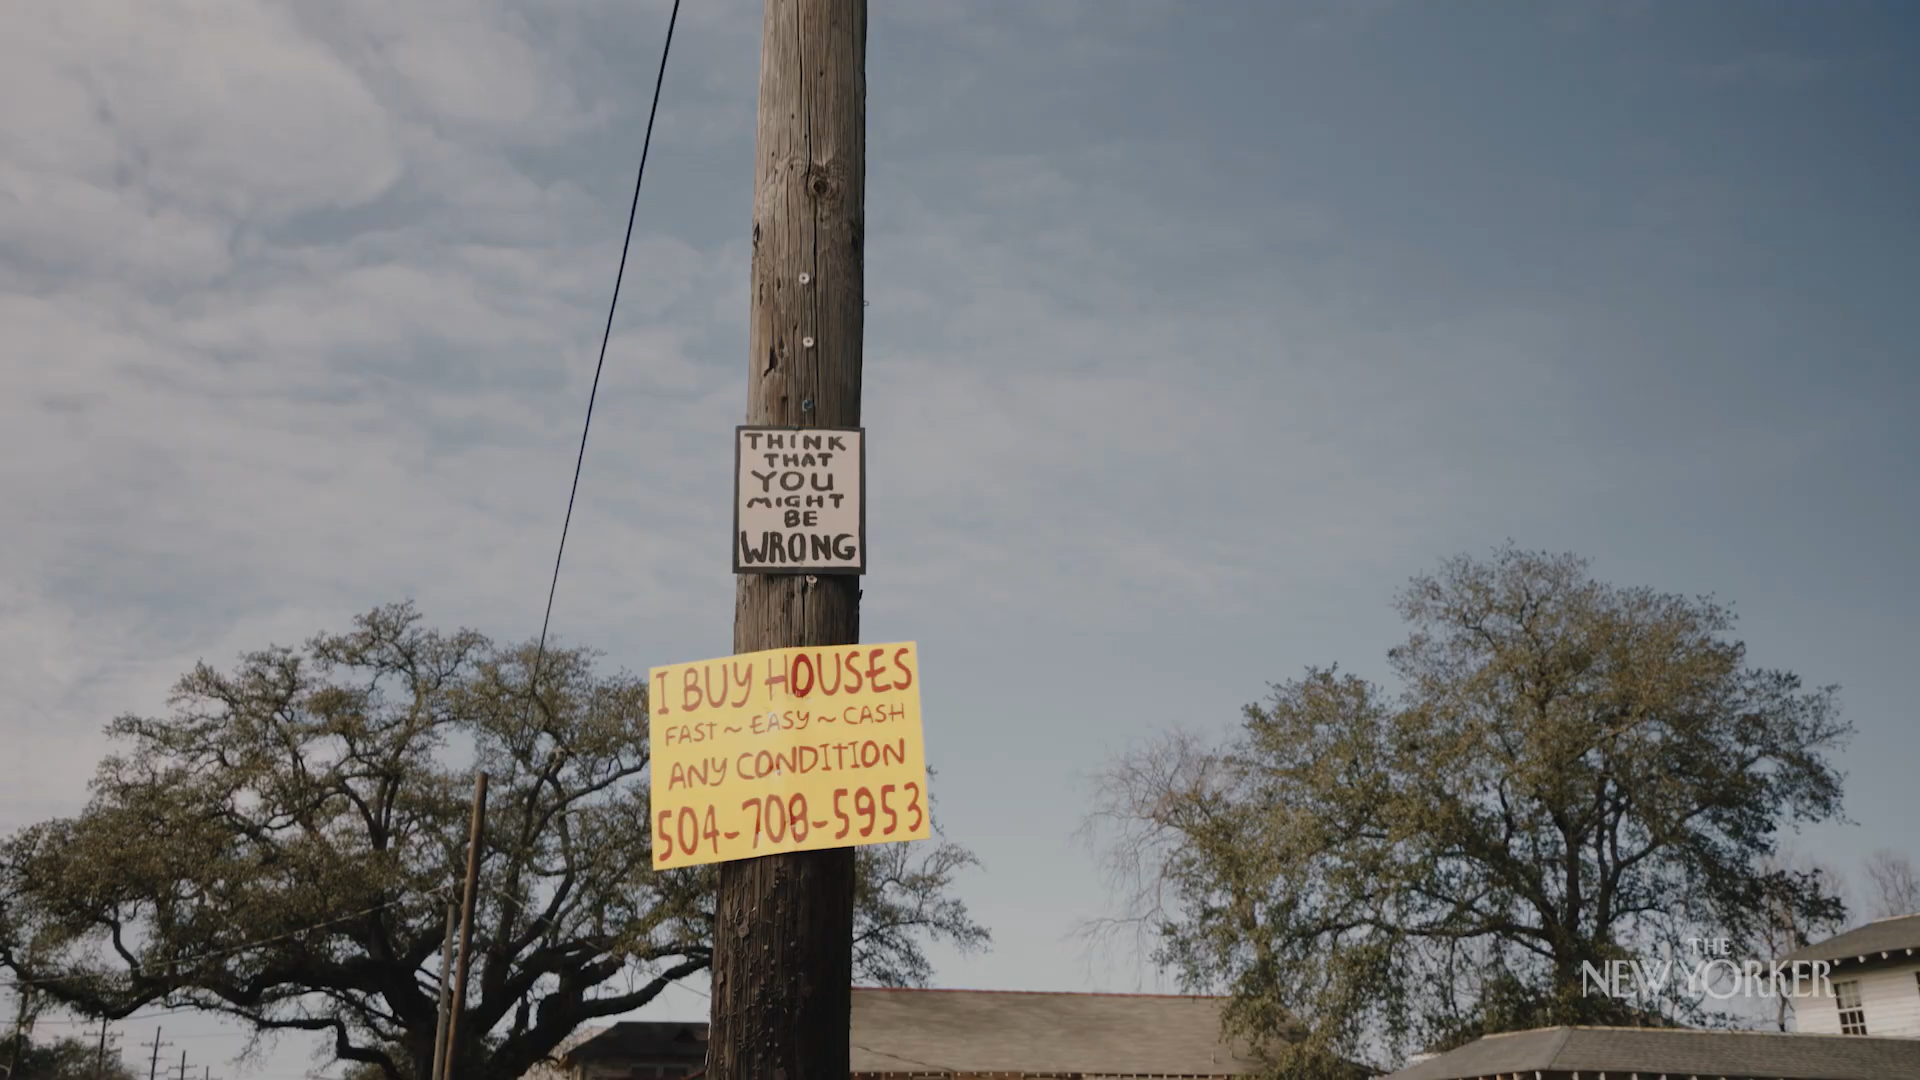 THINK
THAT
YOU
MIGHT
BE
WRONG
I BUY HOUSES
FAST ~ EASY ~ CASH
ANY CONDITION
504-708-5953
THE
NEW YORKER